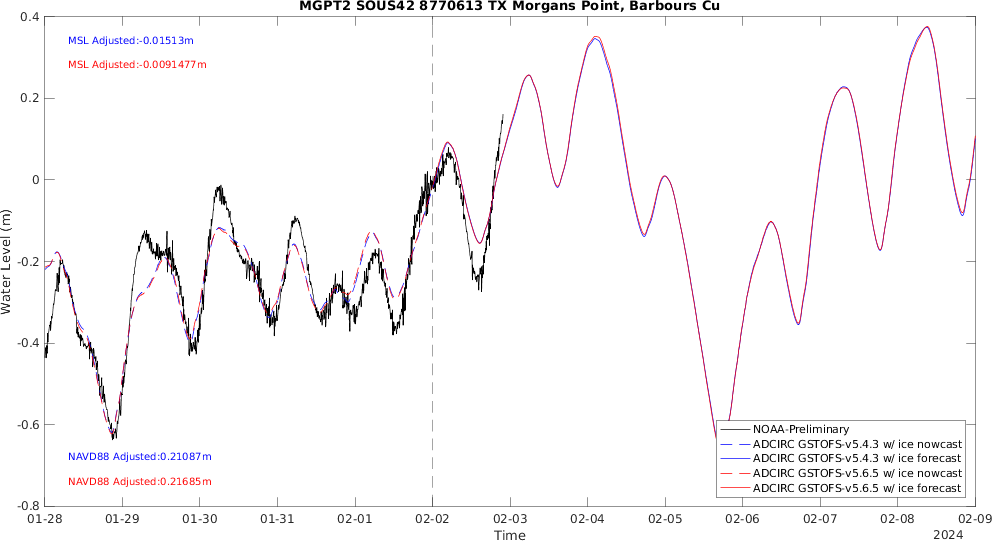 MGPT2 SOUS42 8770613 TX Morgans Point, Barbours Cu
MSL Adjusted:-0.01513m
MSL Adjusted:-0.0091477m
Water Level (m)
0.4
0.2
0
-0.2
-0.4
-0.6
-0.8
NAVD88 Adjusted:0.21087m
NAVD88 Adjusted:0.21685m
NOAA-Preliminary
ADCIRC GSTOFS-v5.4.3 w/ ice nowcast
ADCIRC GSTOFS-v5.4.3 w/ ice forecast
ADCIRC GSTOFS-v5.6.5 w/ ice nowcast
ADCIRC GSTOFS-v5.6.5 w/ ice forecast
01-28 01-29 01-30 01-31 02-01 02-02 02-03 02-04 02-05 02-06 02-07 02-08 02-09
Time
2024